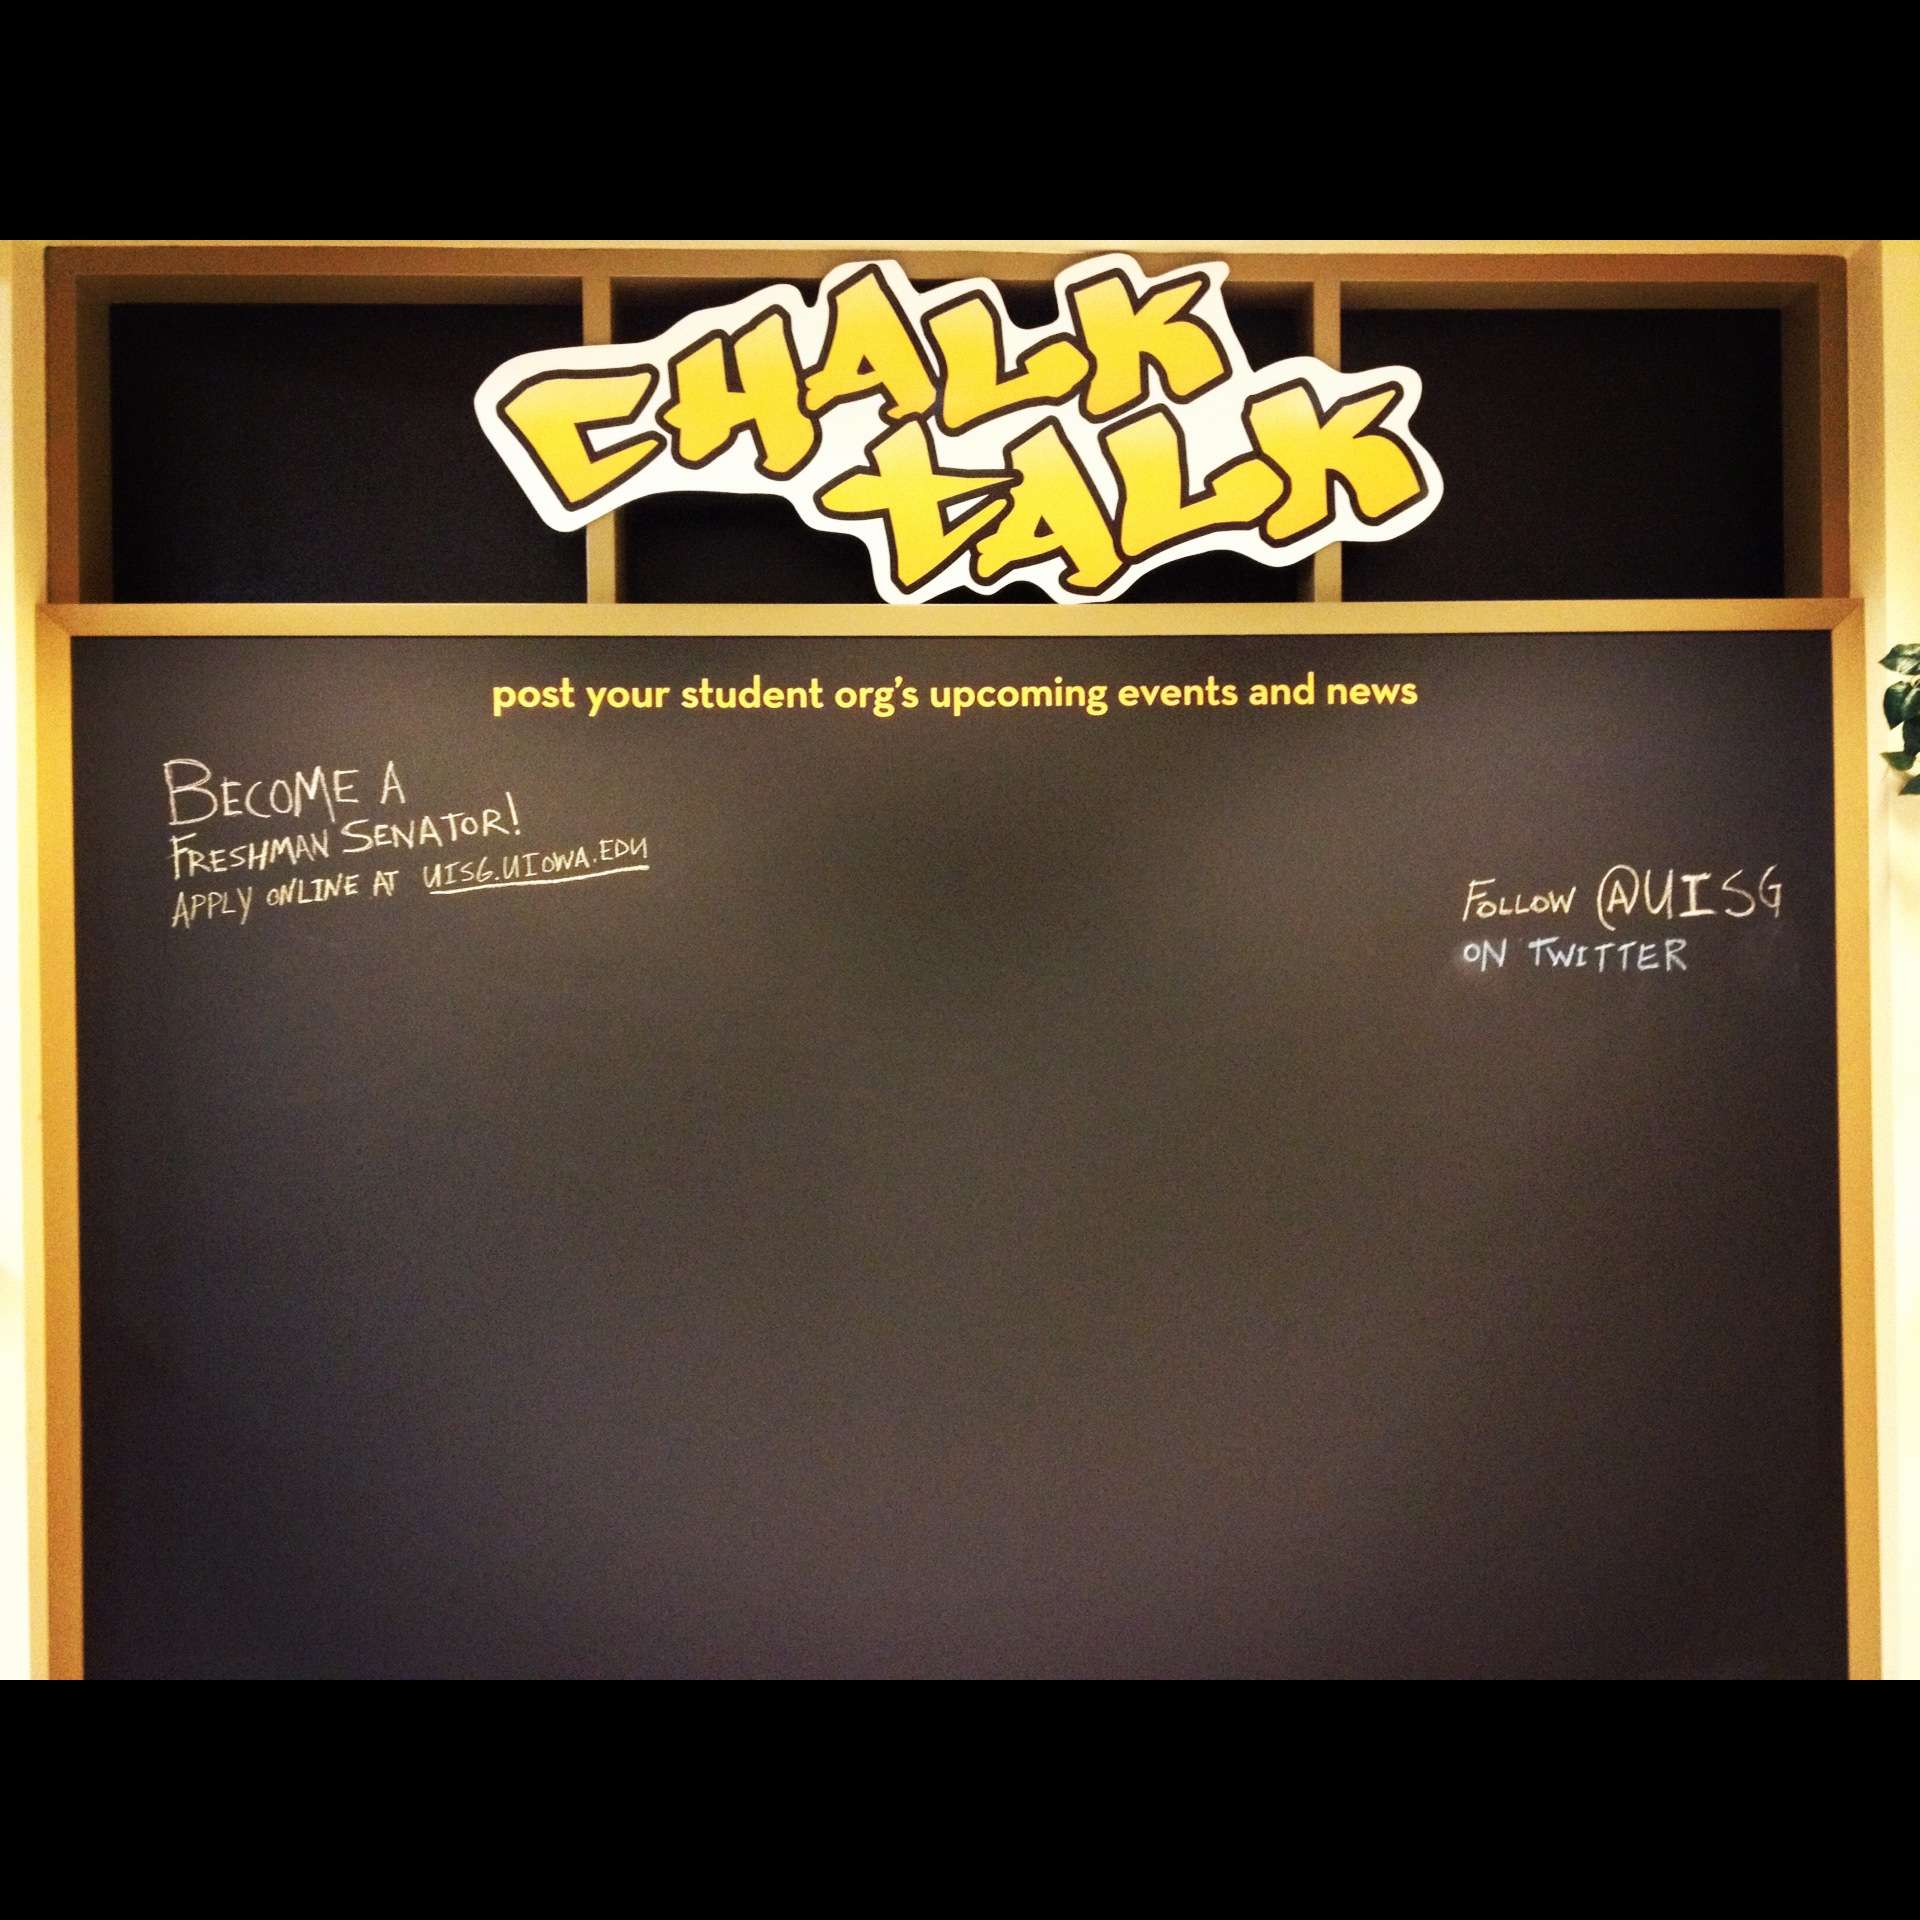 CHALK
tALK
post your student org's upcoming events and news
BECOME A
FRESHMAN SENATOR!
APPLY ONLINE AT UISG.UIOWA.EDU
FOLLOW @UISG
ON TWITTER